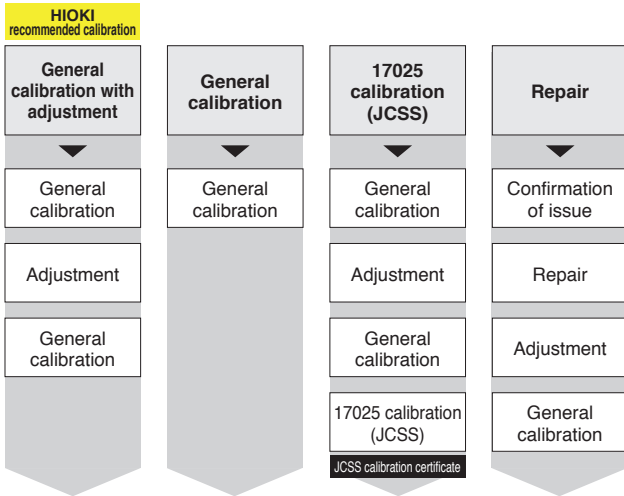 HIOKI
recommended calibration
General
calibration with
adjustment
General
calibration
Adjustment
General
calibration
General
calibration
General
calibration
17025
calibration
(JCSS)
General
calibration
Adjustment
General
calibration
17025 calibration
(JCSS)
JCSS calibration certificate
Repair
Confirmation
of issue
Repair
Adjustment
General
calibration